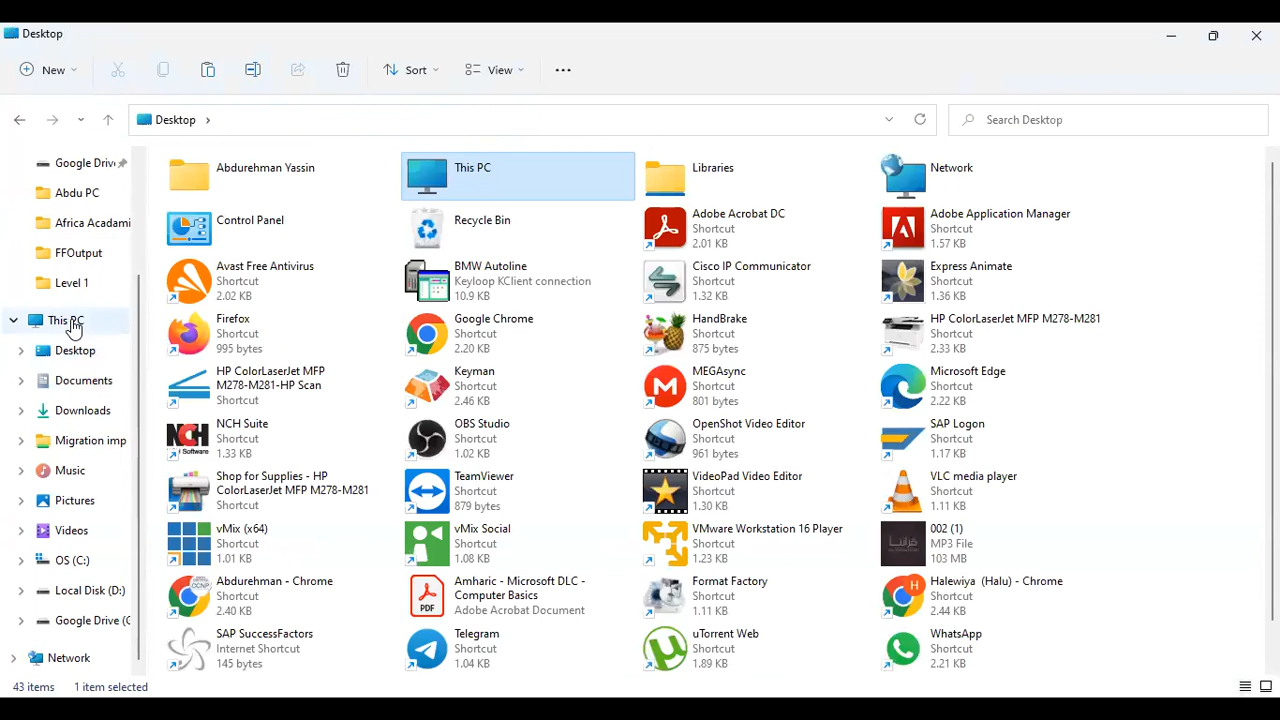 Desktop
New
Sort
View
Desktop
Search Desktop
Google Driv
Abdu PC
Africa Acadami
FFOutput
Level 1
This PC
Desktop
Documents
Downloads
Migration imp
Music
Pictures
Videos
OS (C:)
Local Disk (D:)
Google Drive (
Network
Abdurehman Yassin
This PC
Libraries
Network
Control Panel
Recycle Bin
Adobe Acrobat DC
Shortcut
2.01 KB
Adobe Application Manager
Shortcut
1.57 KB
Avast Free Antivirus
Shortcut
2.02 KB
BMW Autoline
Keyloop KClient connection
10.9 KB
Cisco IP Communicator
Shortcut
1.32 KB
Express Animate
Shortcut
1.36 KB
Firefox
Shortcut
995 bytes
Google Chrome
Shortcut
2.20 KB
HandBrake
Shortcut
875 bytes
HP ColorLaserJet MFP M278-M281
Shortcut
2.33 KB
HP ColorLaserJet MFP
M278-M281-HP Scan
Shortcut
Keyman
Shortcut
2.46 KB
MEGAsync
Shortcut
801 bytes
Microsoft Edge
Shortcut
2.22 KB
NCH
Software
NCH Suite
Shortcut
1.33 KB
OBS Studio
Shortcut
1.02 KB
OpenShot Video Editor
Shortcut
961 bytes
SAP Logon
Shortcut
1.17 KB
Shop for Supplies - HP
ColorLaserJet MFP M278-M281
Shortcut
TeamViewer
Shortcut
879 bytes
VideoPad Video Editor
Shortcut
1.30 KB
VLC media player
Shortcut
1.11 KB
vMix (x64)
Shortcut
1.01 KB
vMix Social
Shortcut
1.08 KB
VMware Workstation 16 Player
Shortcut
1.23 KB
002 (1)
MP3 File
103 MB
Abdurehman - Chrome
Shortcut
2.40 KB
PDF
Amharic - Microsoft DLC -
Computer Basics
Adobe Acrobat Document
Format Factory
Shortcut
1.11 KB
H
Halewiya (Halu) - Chrome
Shortcut
2.44 KB
SAP SuccessFactors
Internet Shortcut
145 bytes
Telegram
Shortcut
1.04 KB
uTorrent Web
Shortcut
1.89 KB
WhatsApp
Shortcut
2.21 KB
43 items
1 item selected